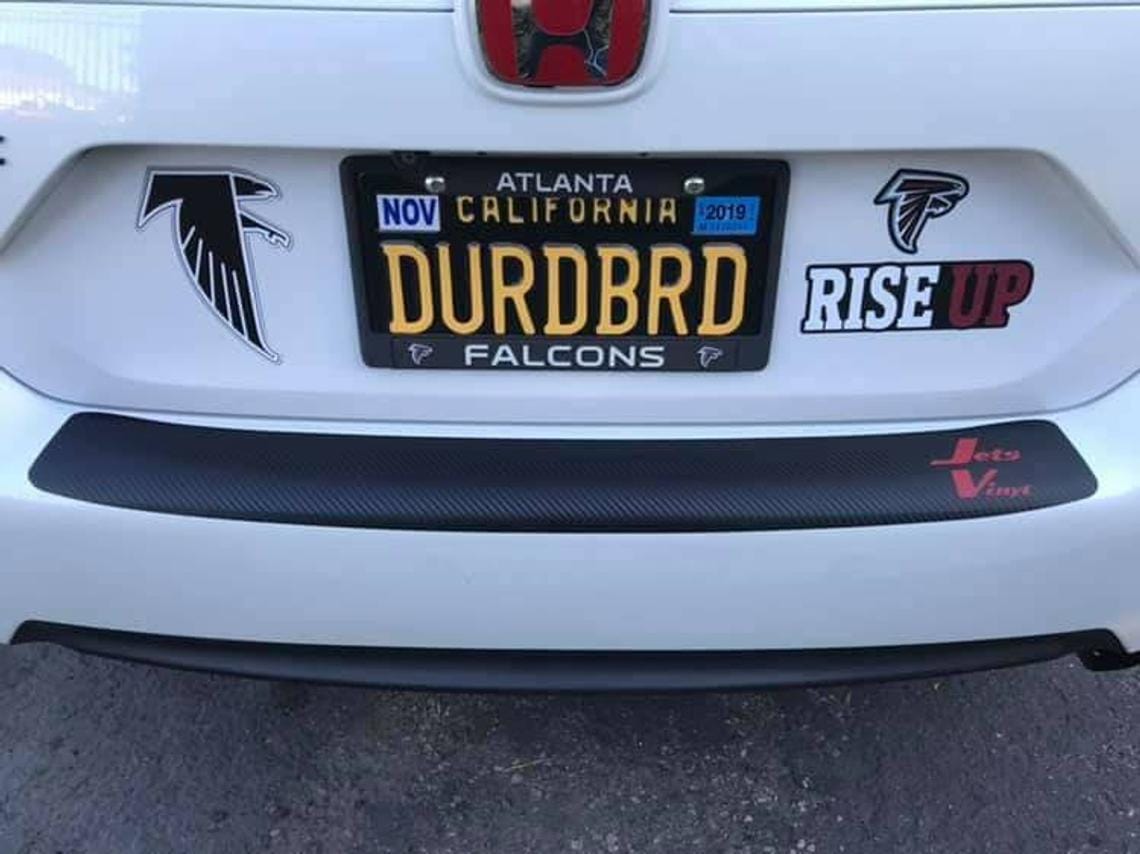 ATLANTA
NOV CALIFORNIA 2019
DURDBRD
FALCONS
RISE UP
Jets
Vinyl